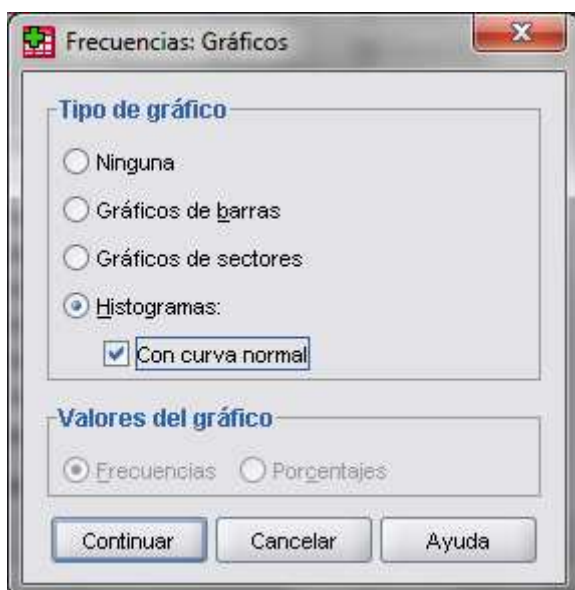 Frecuencias: Gráficos
Tipo de gráfico
Ninguna
Gráficos de barras
Gráficos de sectores
Histogramas:
Con curva normal
Valores del gráfico
Frecuencias Porcentajes
Continuar Cancelar Ayuda